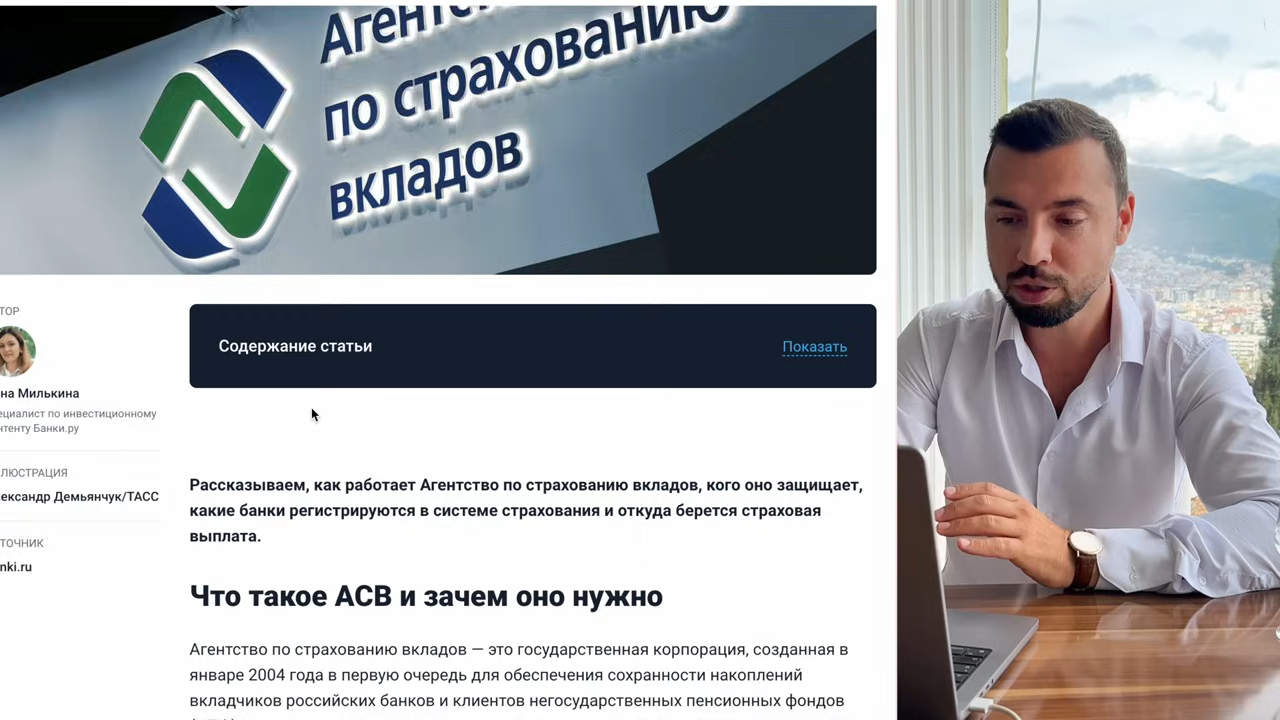 Агентс
по страхованию
вкладов
ТОР
на Милькина
ециалист по инвестиционному
нтенту Банки.ру
ЛЮСТРАЦИЯ
ександр Демьянчук/ТАСС
ТОЧНИК
nki.ru
Содержание статьи
Показать
Рассказываем, как работает Агентство по страхованию вкладов, кого оно защищает,
какие банки регистрируются в системе страхования и откуда берется страховая
выплата.
Что такое АСВ и зачем оно нужно
Агентство по страхованию вкладов — это государственная корпорация, созданная в
январе 2004 года в первую очередь для обеспечения сохранности накоплений
вкладчиков российских банков и клиентов негосударственных пенсионных фондов